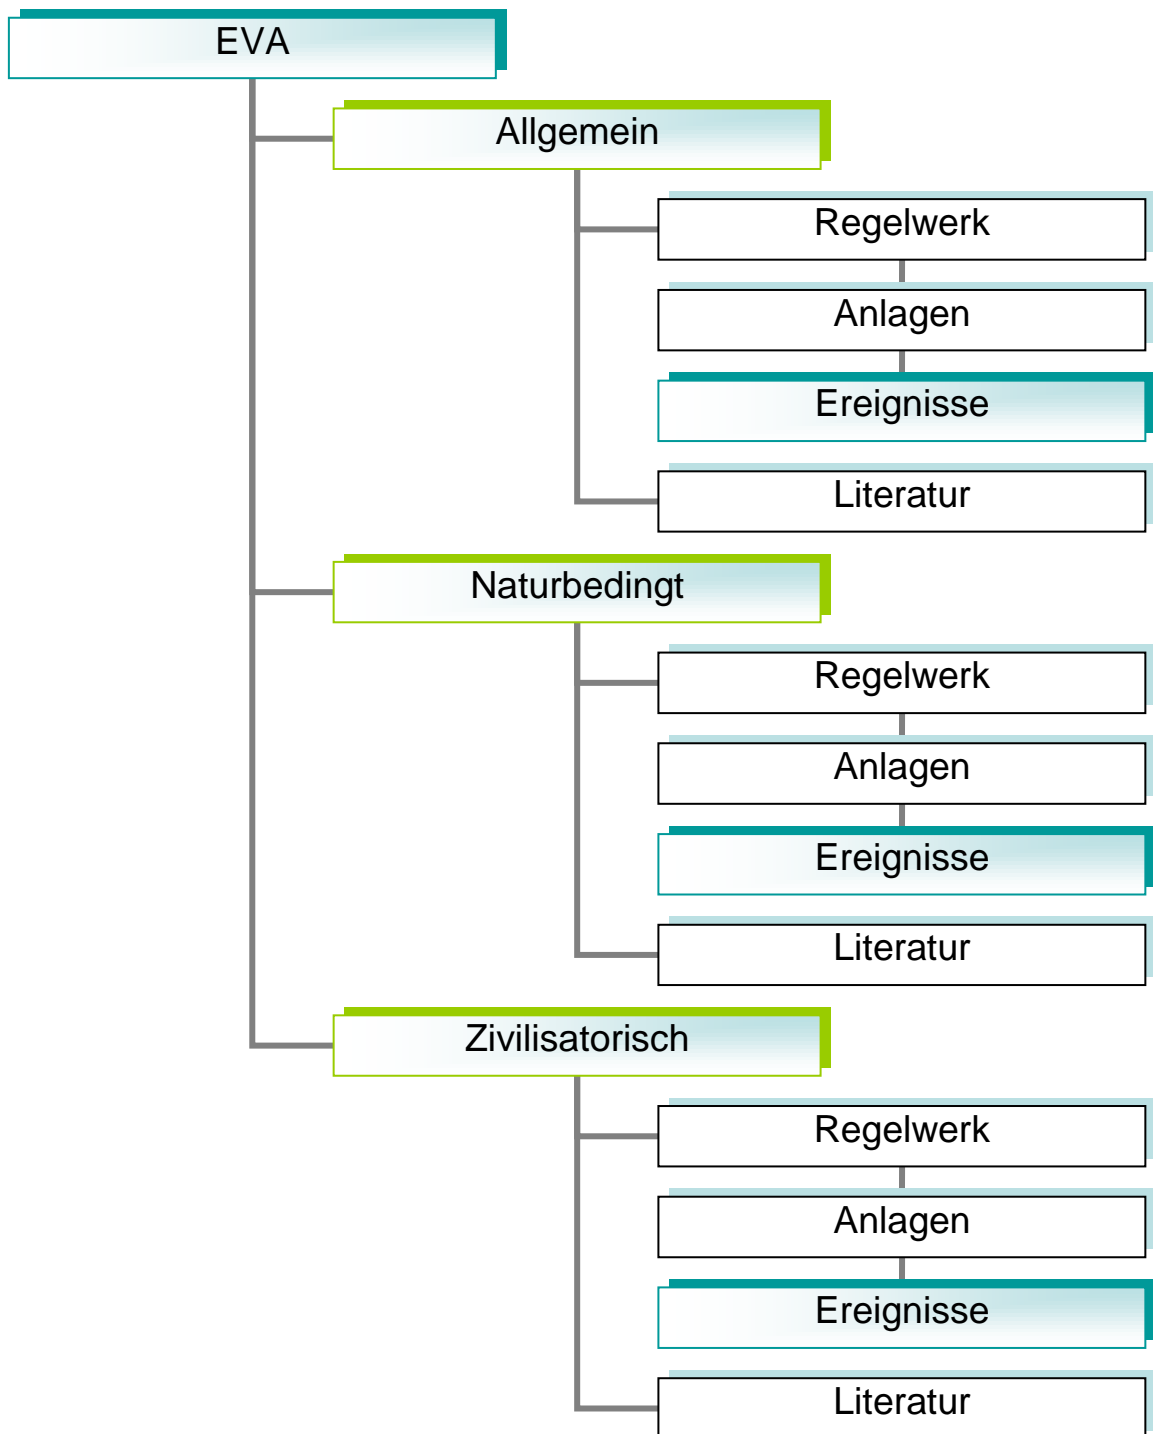 EVA
Allgemein
Regelwerk
Anlagen
Ereignisse
Literatur
Naturbedingt
Regelwerk
Anlagen
Ereignisse
Literatur
Zivilisatorisch
Regelwerk
Anlagen
Ereignisse
Literatur